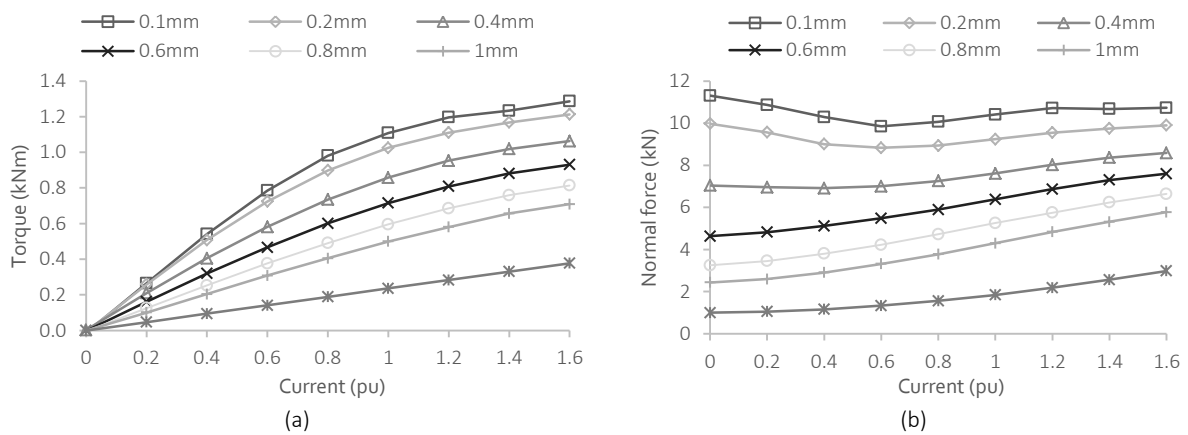 0.1mm 0.2mm 0.4mm
0.6mm 0.8mm 1mm
Torque (kNm)
1.4
1.2
1.0
0.8
0.6
0.4
0.2
0.0
0 0.2 0.4 0.6 0.8 1 1.2 1.4 1.6
Current (pu)
(a)
0.1mm 0.2mm 0.4mm
0.6mm 0.8mm 1mm
Normal force (kN)
12
10
8
6
4
2
0
0 0.2 0.4 0.6 0.8 1 1.2 1.4 1.6
Current (pu)
(b)